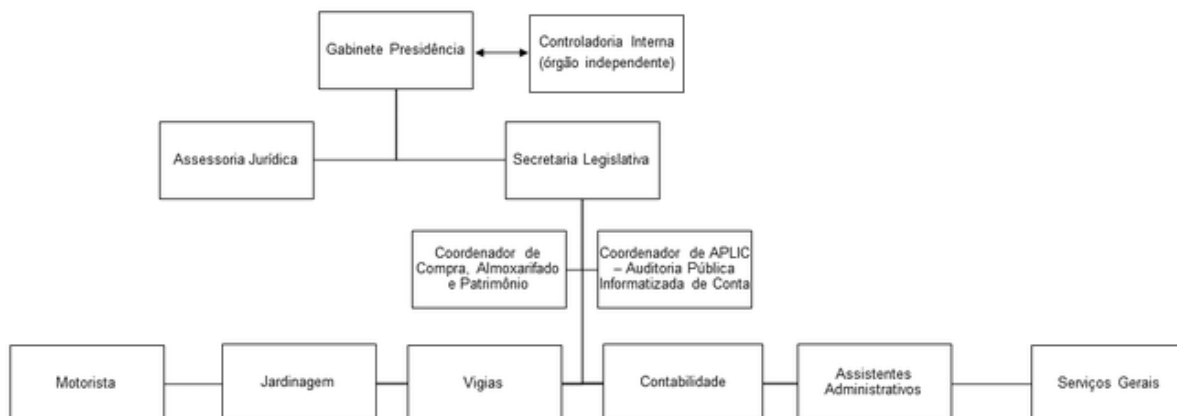 Gabinete Presidência
Controladoria Interna
(órgão independente)
Assessoria Jurídica
Secretaria Legislativa
Coordenador de
Compra, Almoxarifado
e Patrimônio
Coordenador de APLIC
– Auditoria Pública
Informatizada de Conta
Motorista
Jardinagem
Vigias
Contabilidade
Assistentes
Administrativos
Serviços Gerais